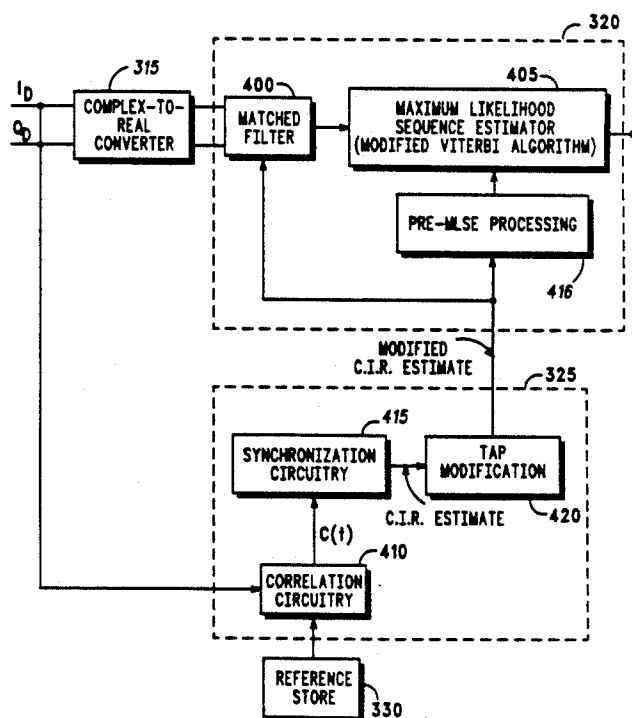 320
I_D
315
COMPLEX-TO-
REAL
CONVERTER
Q_D
400
MATCHED
FILTER
405
MAXIMUM LIKELIHOOD
SEQUENCE ESTIMATOR
(MODIFIED VITERBI ALGORITHM)
PRE-MLSE PROCESSING
416
MODIFIED
C.I.R. ESTIMATE
325
415
SYNCHRONIZATION
CIRCUITRY
TAP
MODIFICATION
420
C.I.R. ESTIMATE
C(t)
410
CORRELATION
CIRCUITRY
REFERENCE
STORE
330